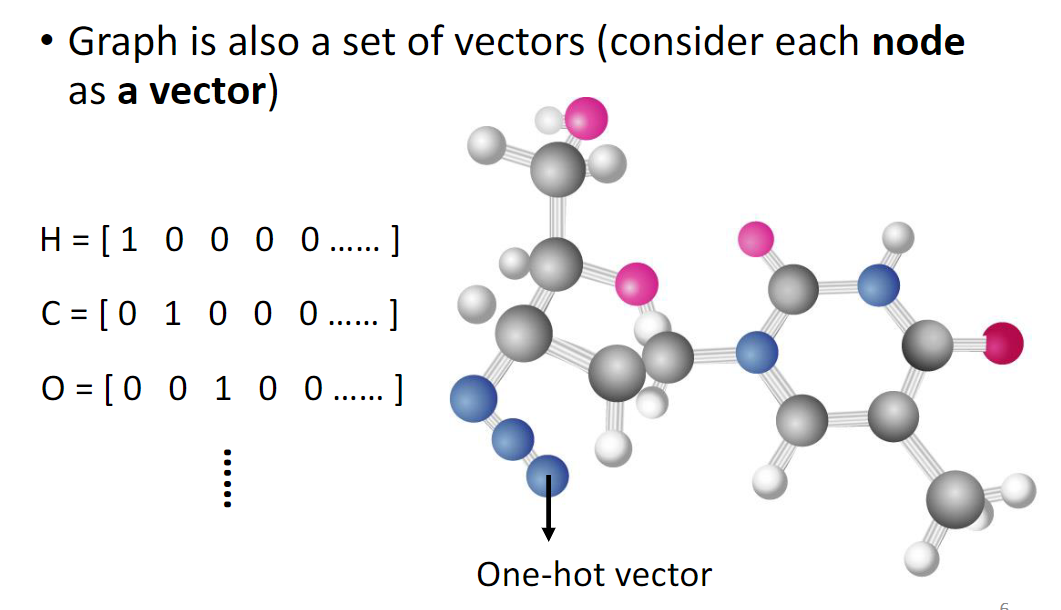 • Graph is also a set of vectors (consider each node
as a vector)
H = [ 1 0 0 0 0 …… ]
C = [ 0 1 0 0 0 …… ]
O = [ 0 0 1 0 0 …… ]
……
One-hot vector
6